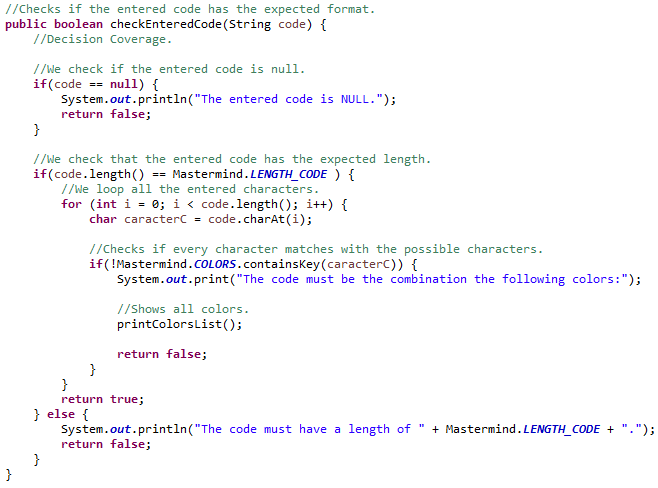 //Checks if the entered code has the expected format.
public boolean checkEnteredCode(String code) {
    //Decision Coverage.

    //We check if the entered code is null.
    if(code == null) {
        System.out.println("The entered code is NULL.");
        return false;
    }

    //We check that the entered code has the expected length.
    if(code.length() == Mastermind.LENGTH_CODE ) {
        //We loop all the entered characters.
        for (int i = 0; i < code.length(); i++) {
            char caracterC = code.charAt(i);

            //Checks if every character matches with the possible characters.
            if(!Mastermind.COLORS.containsKey(caracterC)) {
                System.out.print("The code must be the combination the following colors:");

                //Shows all colors.
                printColorsList();

                return false;
            }
        }
        return true;
    } else {
        System.out.println("The code must have a length of " + Mastermind.LENGTH_CODE + ".");
        return false;
    }
}